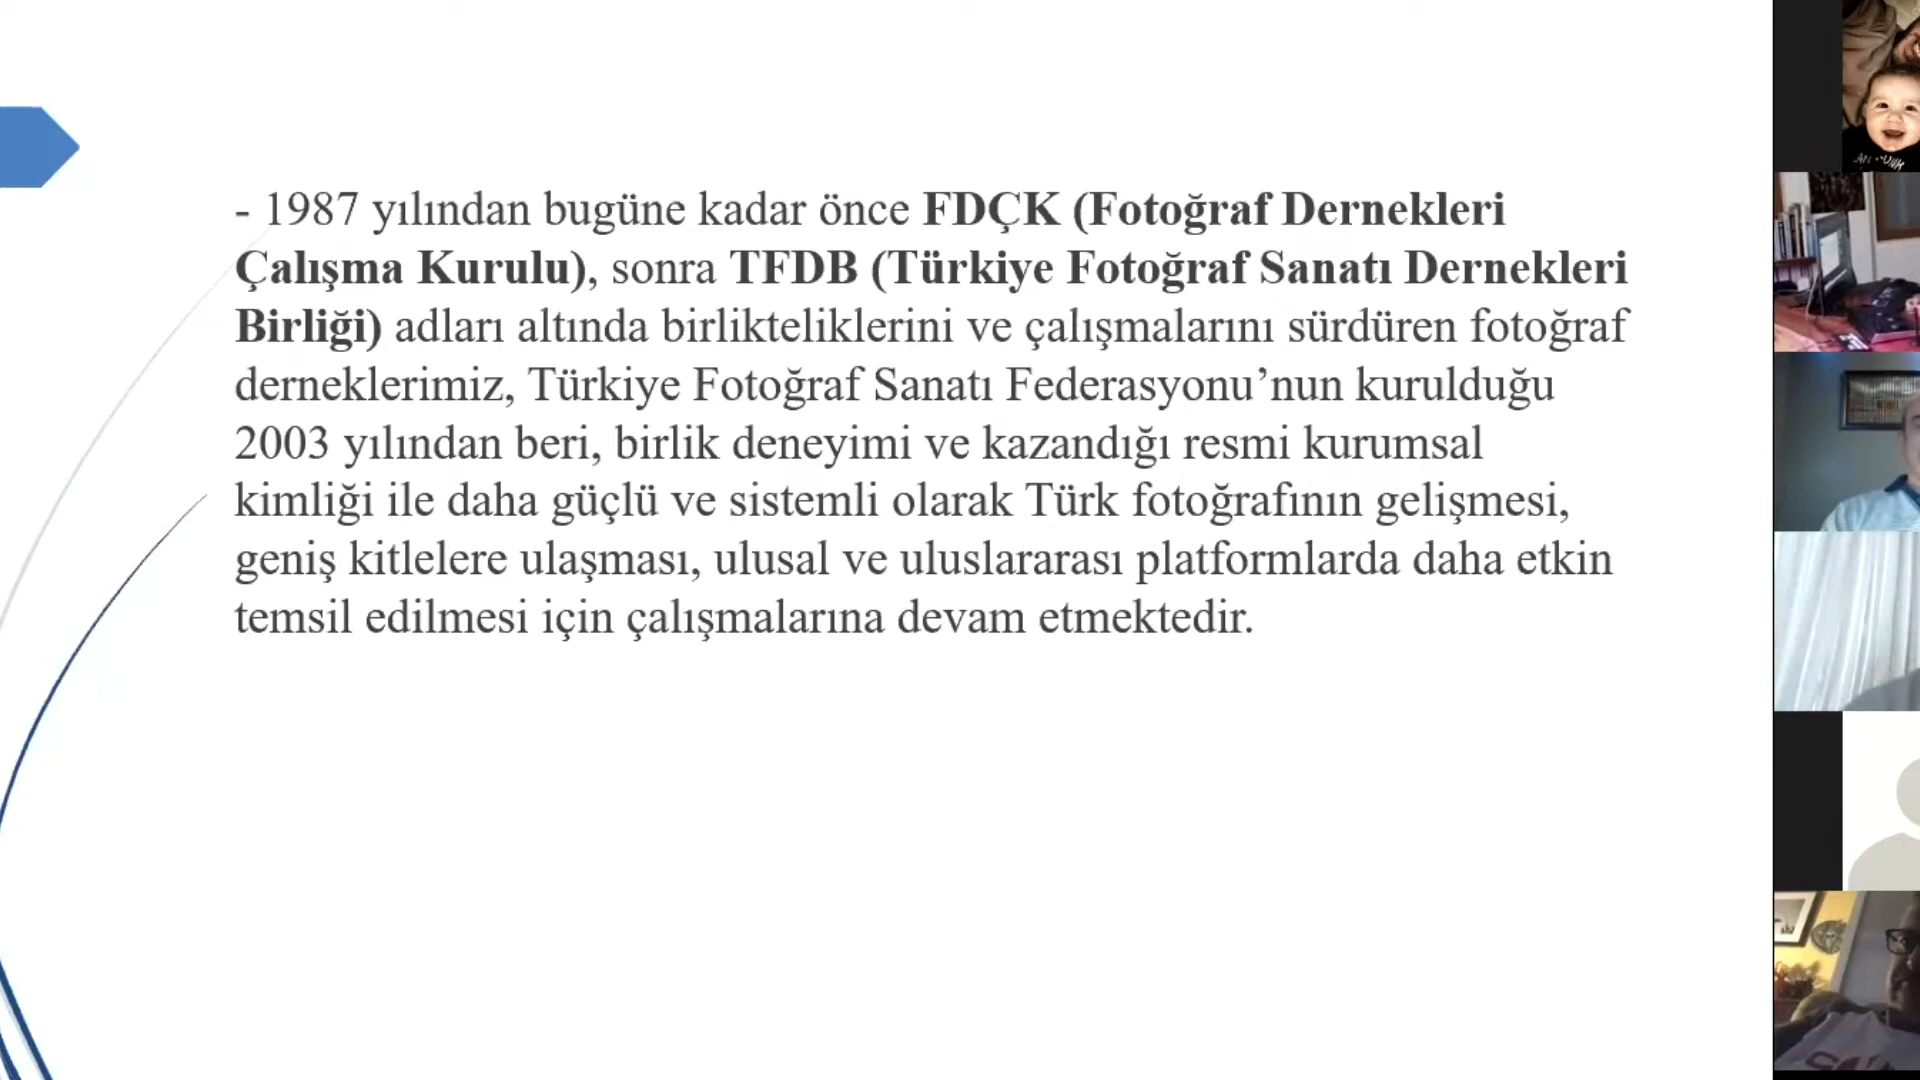 - 1987 yılından bugüne kadar önce FDÇK (Fotoğraf Dernekleri
Çalışma Kurulu), sonra TFDB (Türkiye Fotoğraf Sanatı Dernekleri
Birliği) adları altında birlikteliklerini ve çalışmalarını sürdüren fotoğraf
derneklerimiz, Türkiye Fotoğraf Sanatı Federasyonu’nun kurulduğu
2003 yılından beri, birlik deneyimi ve kazandığı resmi kurumsal
kimliği ile daha güçlü ve sistemli olarak Türk fotoğrafının gelişmesi,
geniş kitlelere ulaşması, ulusal ve uluslararası platformlarda daha etkin
temsil edilmesi için çalışmalarına devam etmektedir.